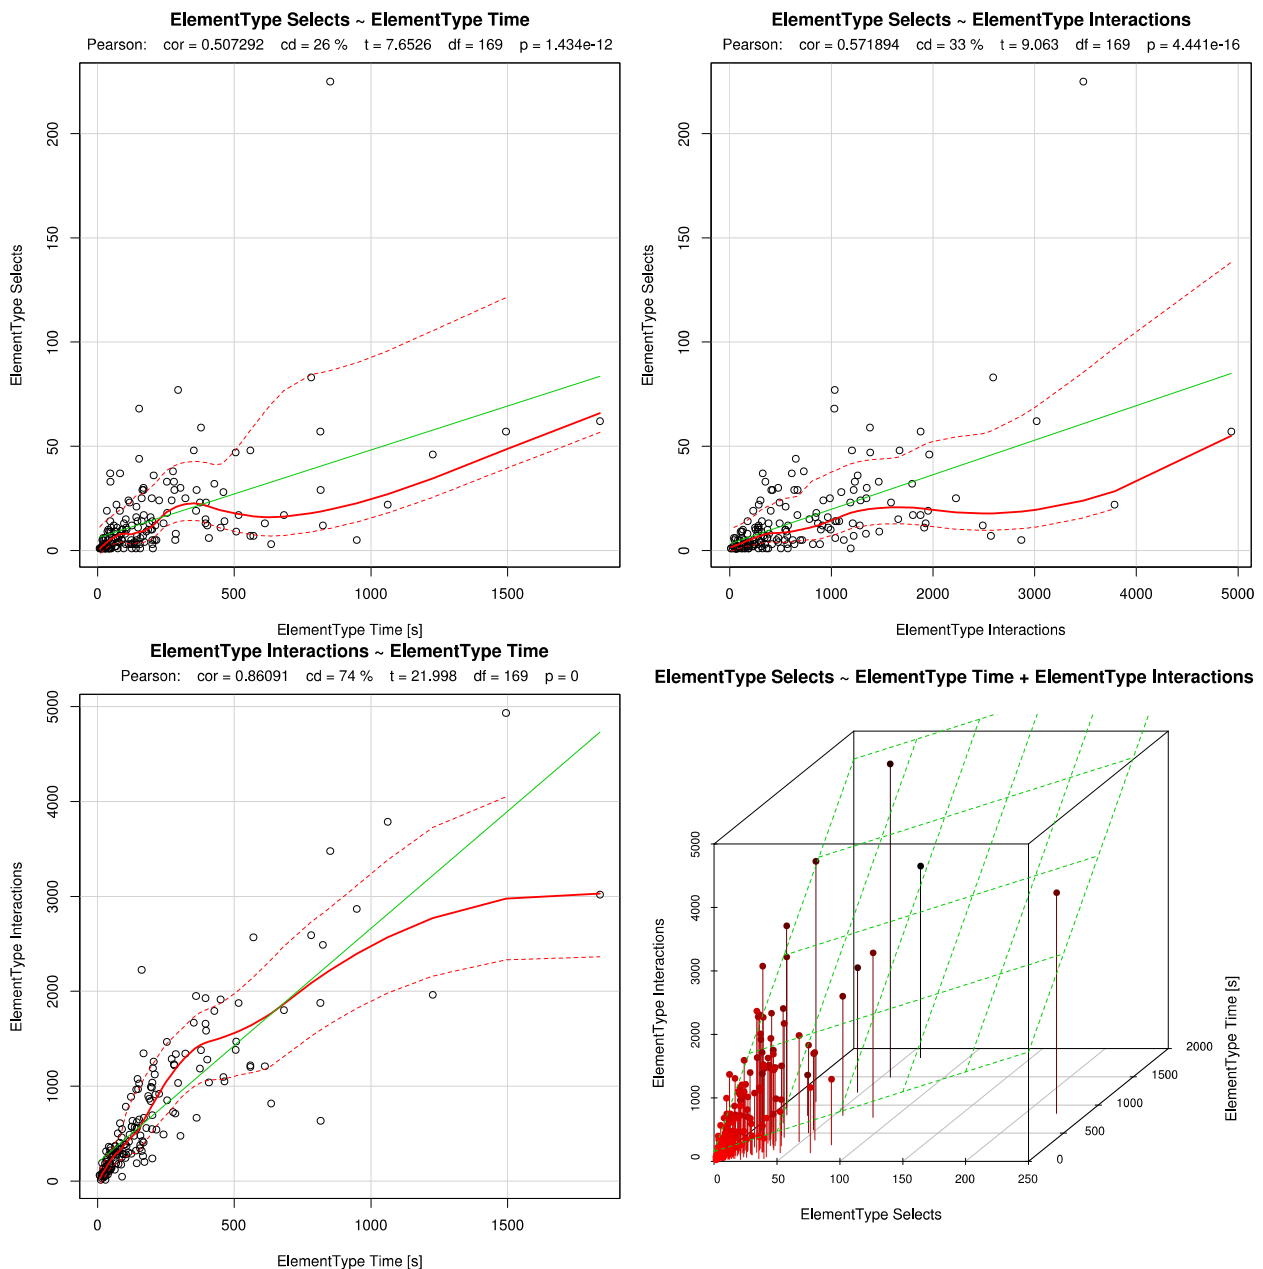 ElementType Selects ~ ElementType Time
Pearson: cor = 0.507292 cd = 26 % t = 7.6526 df = 169 p = 1.434e-12
ElementType Selects
200
150
100
50
0
0 500 1000 1500
ElementType Time [s]
ElementType Selects ~ ElementType Interactions
Pearson: cor = 0.571894 cd = 33 % t = 9.063 df = 169 p = 4.441e-16
ElementType Selects
200
150
100
50
0
0 1000 2000 3000 4000 5000
ElementType Interactions
ElementType Interactions ~ ElementType Time
Pearson: cor = 0.86091 cd = 74 % t = 21.998 df = 169 p = 0
ElementType Interactions
5000
4000
3000
2000
1000
0
0 500 1000 1500
ElementType Time [s]
ElementType Selects ~ ElementType Time + ElementType Interactions
ElementType Interactions
5000
4000
3000
2000
1000
0
0 50 100 150 200 250
ElementType Selects
2000
1500
1000
500
0
ElementType Time [s]